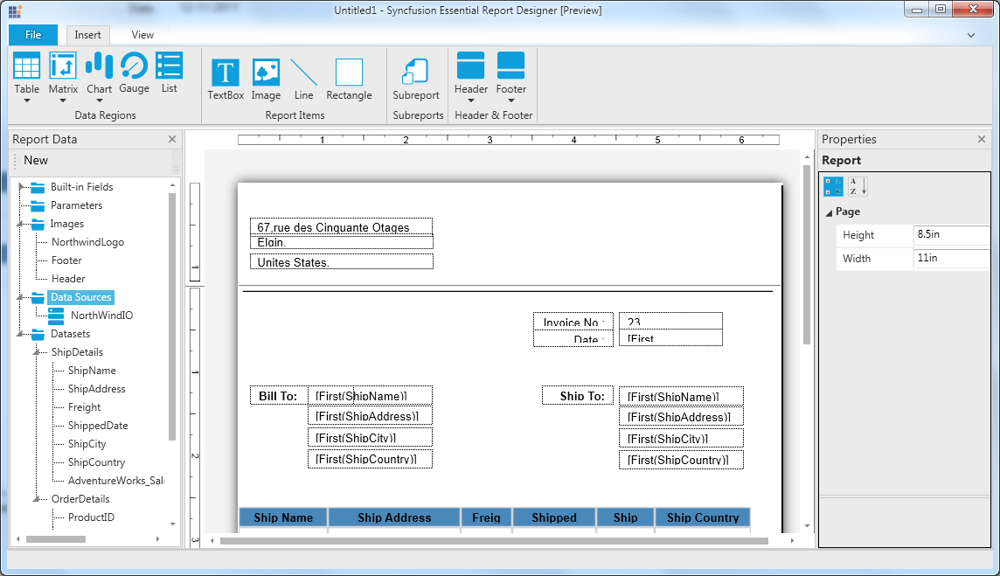 Untitled1 - Syncfusion Essential Report Designer [Preview]
File Insert View
Table Matrix Chart Gauge List
Data Regions
TextBox Image Line Rectangle
Report Items
Subreport
Subreports
Header Footer
Header & Footer
Report Data
New
Built-in Fields
Parameters
Images
NorthwindLogo
Footer
Header
Data Sources
NorthWindIO
Datasets
ShipDetails
ShipName
ShipAddress
Freight
ShippedDate
ShipCity
ShipCountry
AdventureWorks_Sal
OrderDetails
ProductID
1 2 3 4 5 6
1
1
2
3
67,rue des Cinquante Otages
Elgin.
Unites States.
Invoice No : 23
Date : [First
Bill To: [First(ShipName)]
[First(ShipAddress)]
[First(ShipCity)]
[First(ShipCountry)]
Ship To: [First(ShipName)]
[First(ShipAddress)]
[First(ShipCity)]
[First(ShipCountry)]
Ship Name Ship Address Freig Shipped Ship Ship Country
Properties
Report
A
Z
Page
Height 8.5in
Width 11in